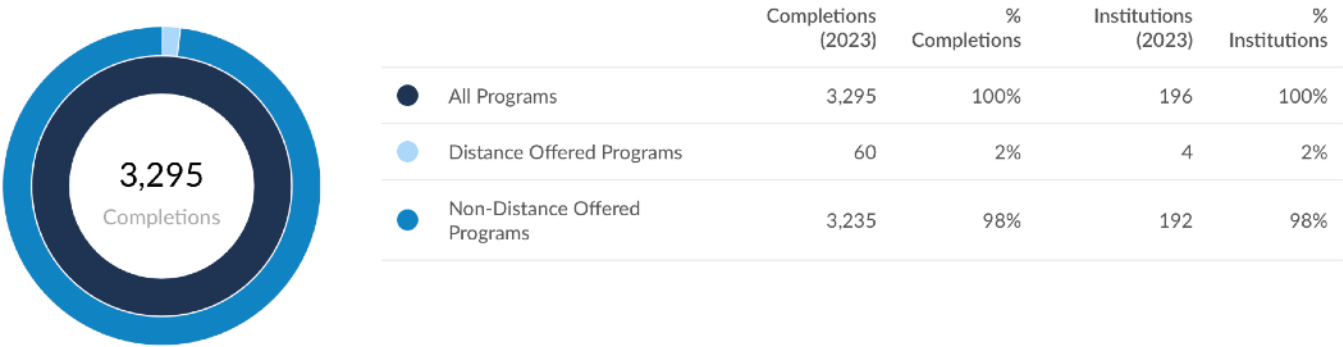 3,295
Completions
Completions % Institutions %
(2023) Completions (2023) Institutions
All Programs 3,295 100% 196 100%
Distance Offered Programs 60 2% 4 2%
Non-Distance Offered
Programs 3,235 98% 192 98%